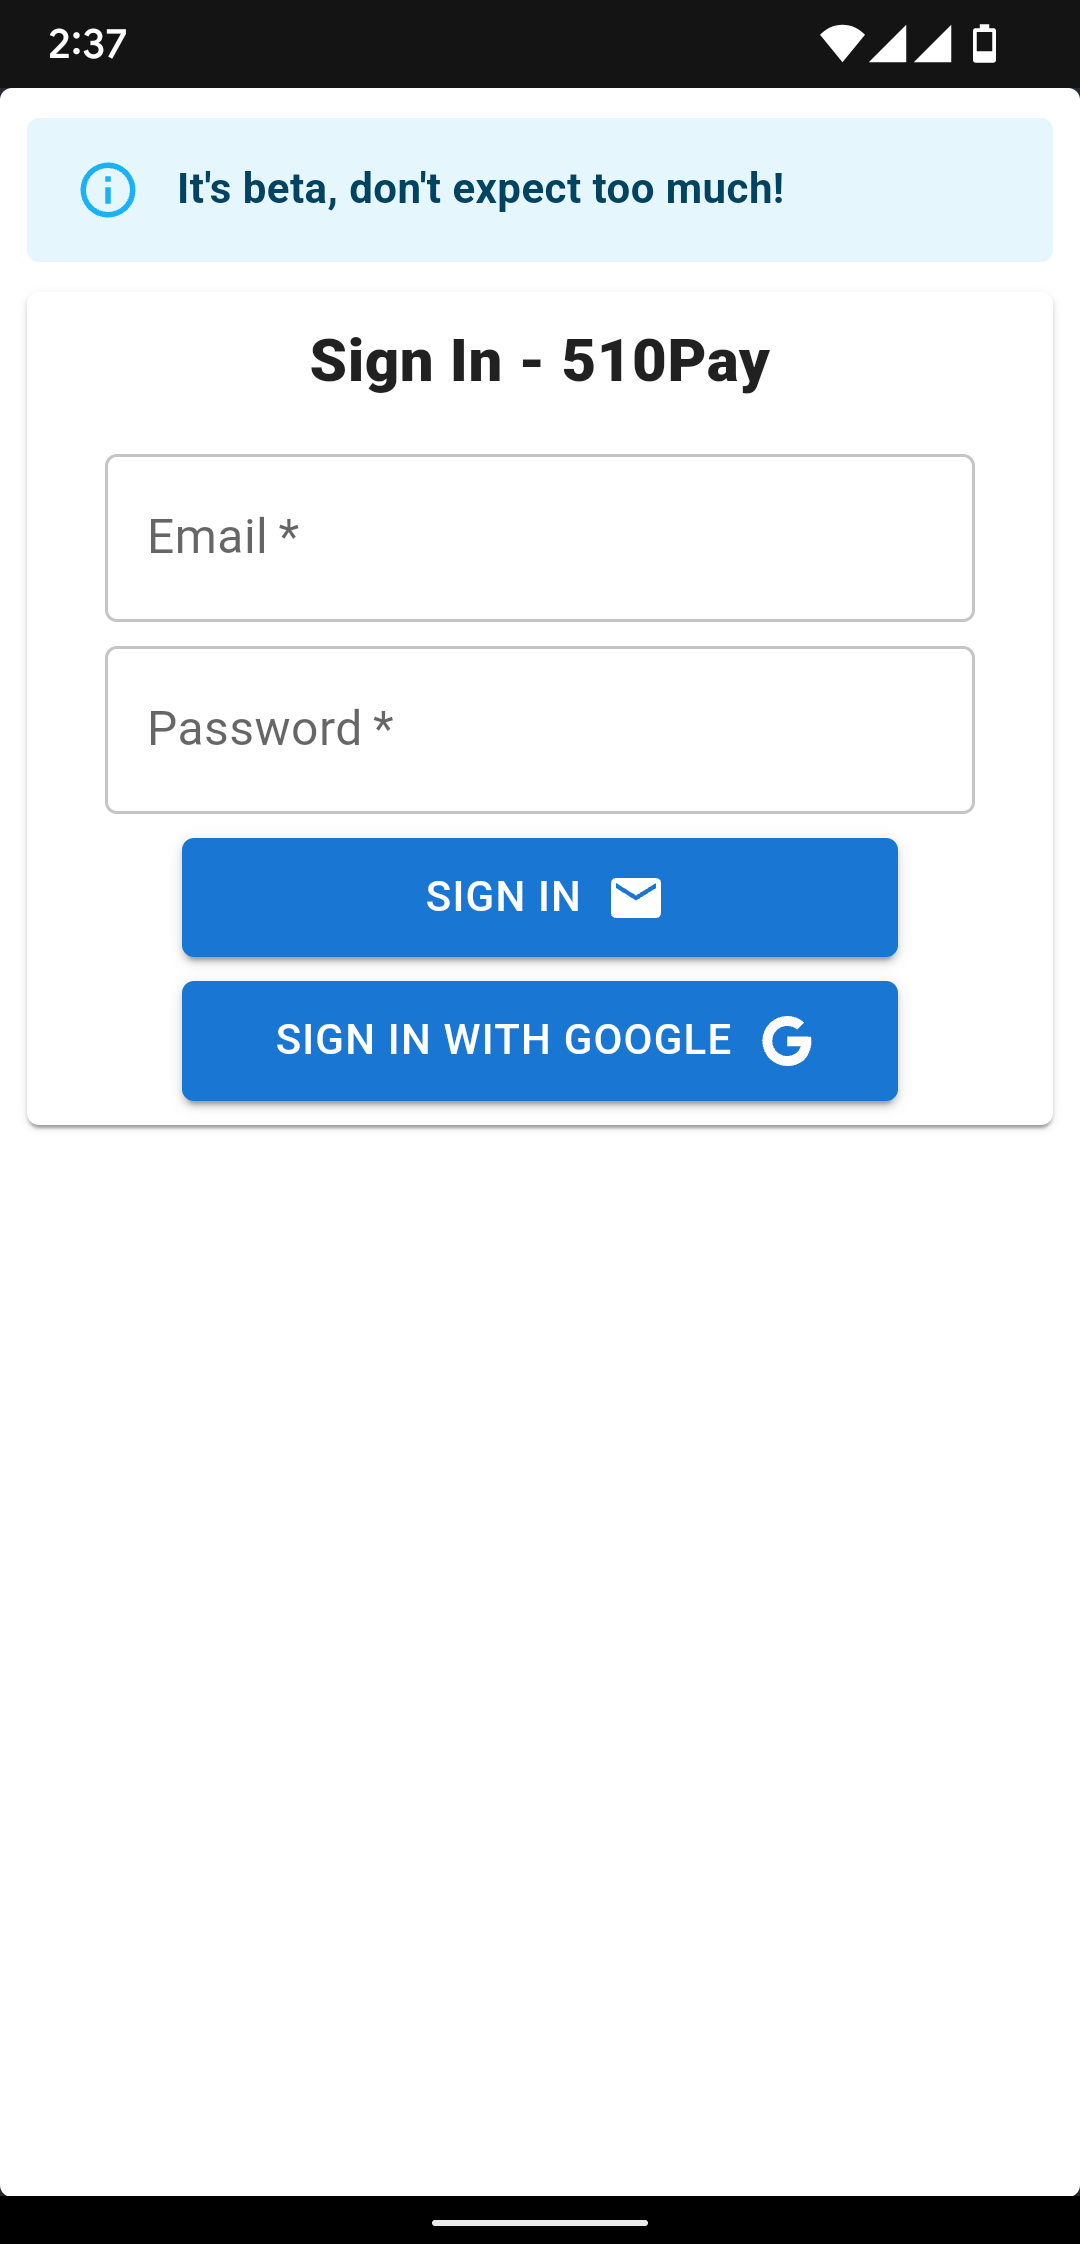 2:37
It's beta, don't expect too much!
Sign In - 510Pay
Email *
Password *
SIGN IN
SIGN IN WITH GOOGLE